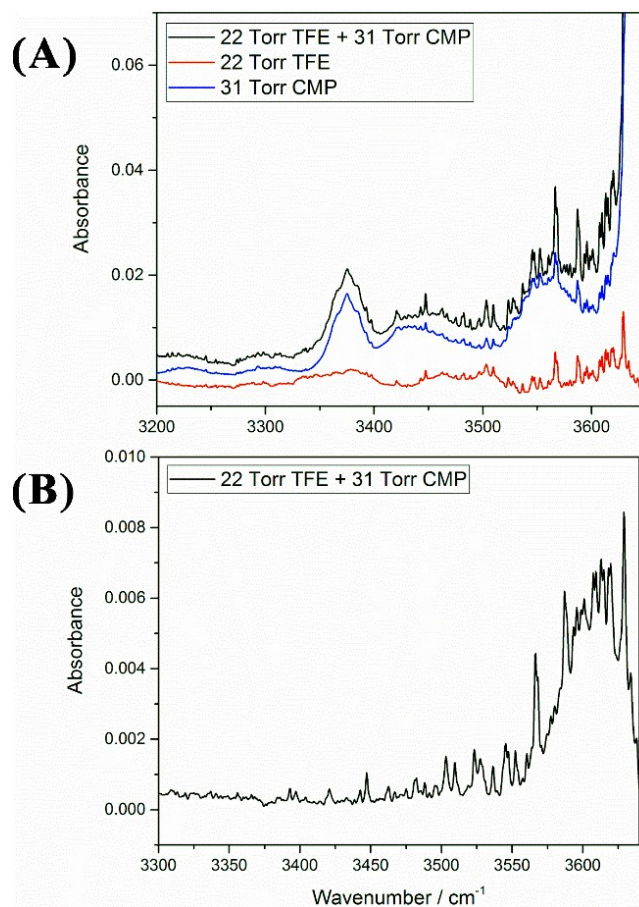 (A)
22 Torr TFE + 31 Torr CMP
22 Torr TFE
31 Torr CMP
0.06
0.04
0.02
0.00
Absorbance
3200 3300 3400 3500 3600
(B)
22 Torr TFE + 31 Torr CMP
0.010
0.008
0.006
0.004
0.002
0.000
Absorbance
3300 3350 3400 3450 3500 3550 3600
Wavenumber / cm⁻¹